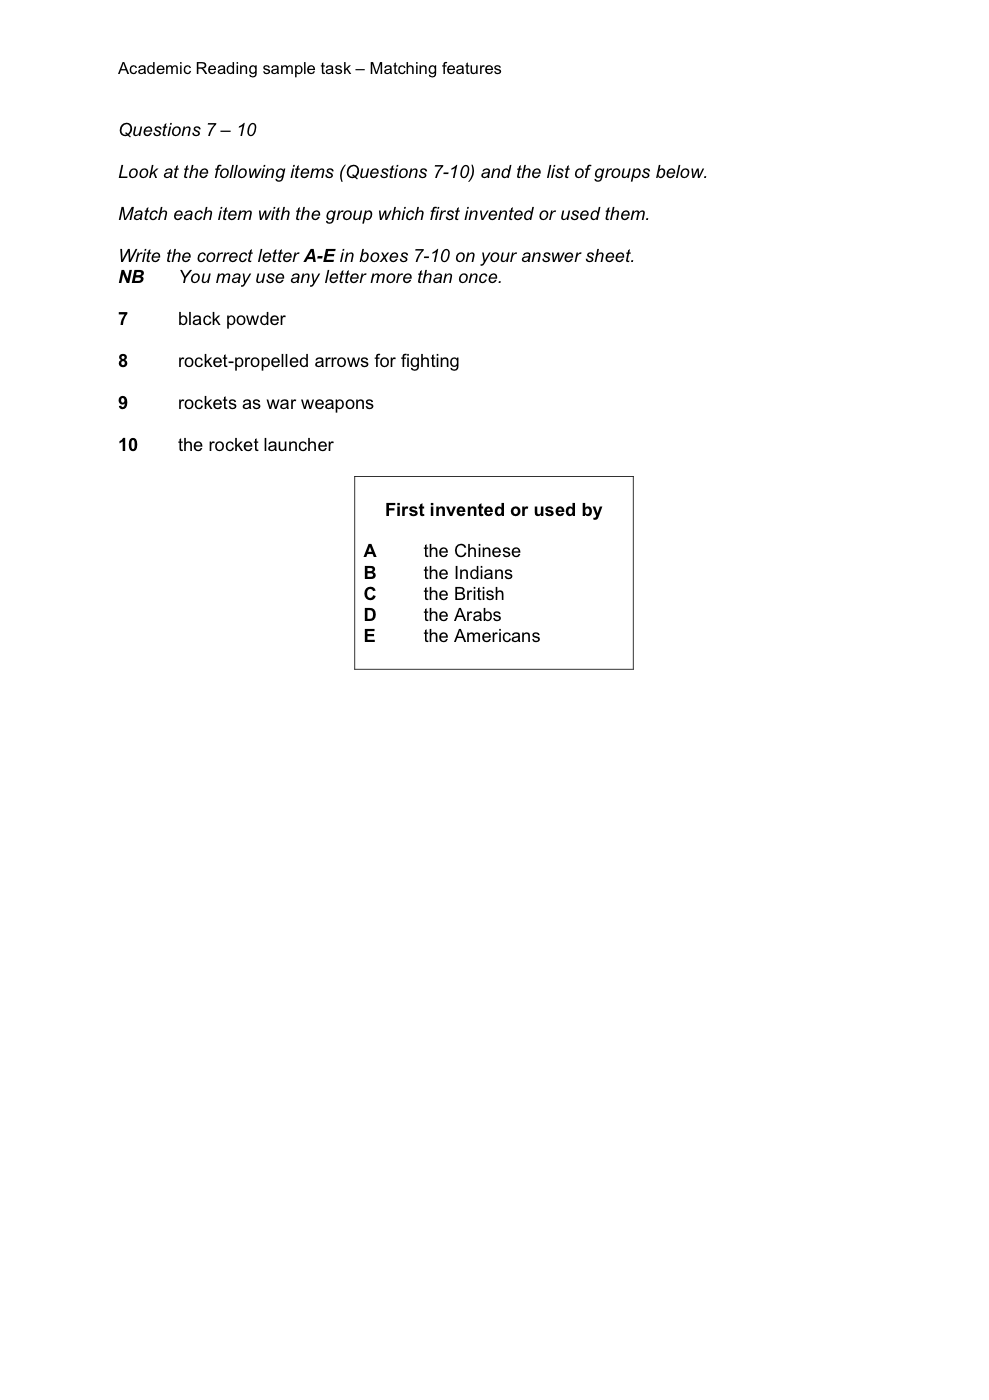 Academic Reading sample task – Matching features
Questions 7 – 10
Look at the following items (Questions 7-10) and the list of groups below.
Match each item with the group which first invented or used them.
Write the correct letter A-E in boxes 7-10 on your answer sheet.
NB You may use any letter more than once.
7 black powder
8 rocket-propelled arrows for fighting
9 rockets as war weapons
10 the rocket launcher
First invented or used by
A the Chinese
B the Indians
C the British
D the Arabs
E the Americans